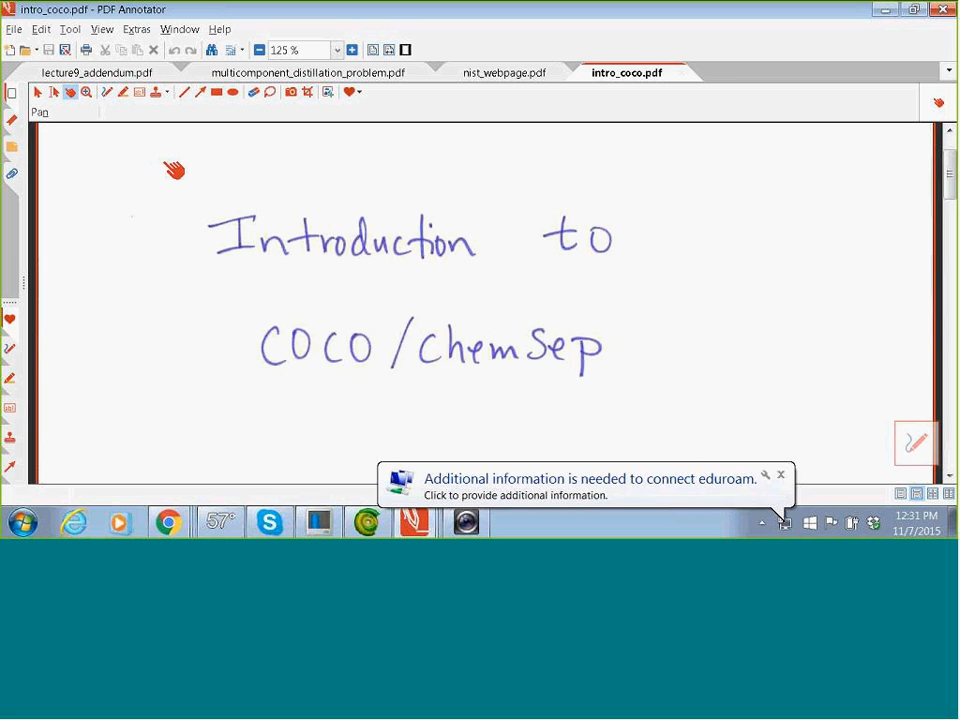 intro_coco.pdf - PDF Annotator
File Edit Tool View Extras Window Help
125 %
lecture9_addendum.pdf multicomponent_distillation_problem.pdf nist_webpage.pdf intro_coco.pdf
Pan
Introduction to
COCO/ChemSep
Additional information is needed to connect eduroam.
Click to provide additional information.
57°
12:31 PM
11/7/2015